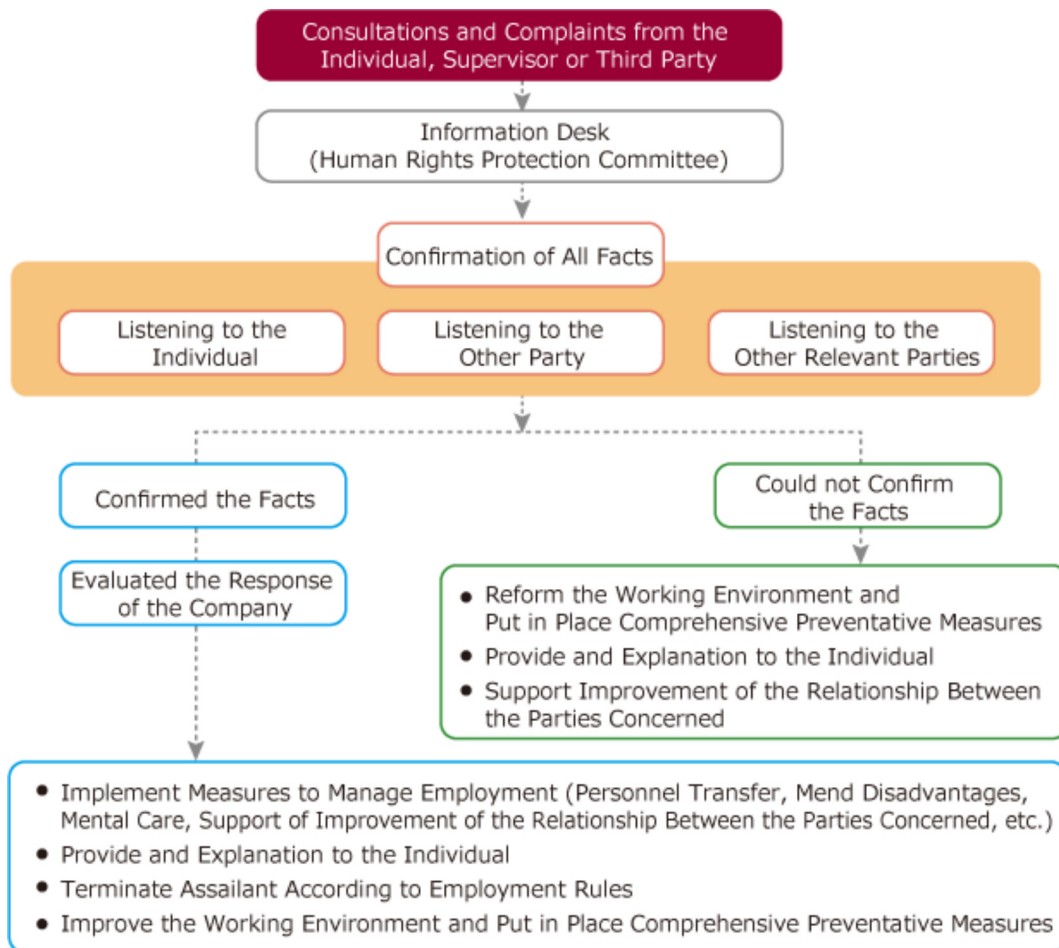 Consultations and Complaints from the
Individual, Supervisor or Third Party
Information Desk
(Human Rights Protection Committee)
Confirmation of All Facts
Listening to the
Individual
Listening to the
Other Party
Listening to the
Other Relevant Parties
Confirmed the Facts
Could not Confirm
the Facts
Evaluated the Response
of the Company
• Reform the Working Environment and
Put in Place Comprehensive Preventative Measures
• Provide and Explanation to the Individual
• Support Improvement of the Relationship Between
the Parties Concerned
• Implement Measures to Manage Employment (Personnel Transfer, Mend Disadvantages,
Mental Care, Support of Improvement of the Relationship Between the Parties Concerned, etc.)
• Provide and Explanation to the Individual
• Terminate Assailant According to Employment Rules
• Improve the Working Environment and Put in Place Comprehensive Preventative Measures